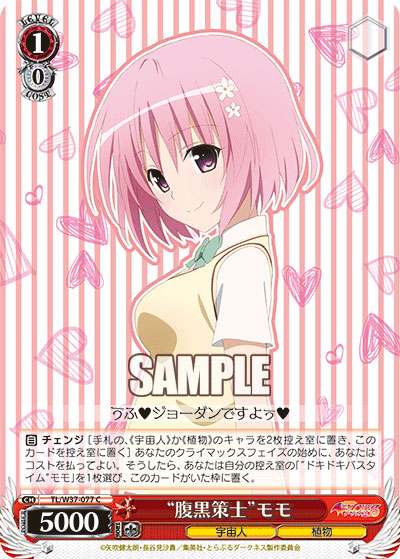 LEVEL
1
0
COST
SAMPLE
うふ♥ジョーダンですよっ♥
自 チェンジ [手札の、《宇宙人》か《植物》のキャラを2枚控え室に置き、この
カードを控え室に置く] あなたのクライマックスフェイズの始めに、あなたは
コストを払ってよい。そうしたら、あなたは自分の控え室の「“ドキドキバスタ
イム”モモ」を1枚選び、このカードがいた枠に置く。
CH TL/W37-077 C
5000
“腹黒策士”モモ
宇宙人 植物
©矢吹健太朗・長谷見沙貴／集英社・とらぶるダークネス製作委員会